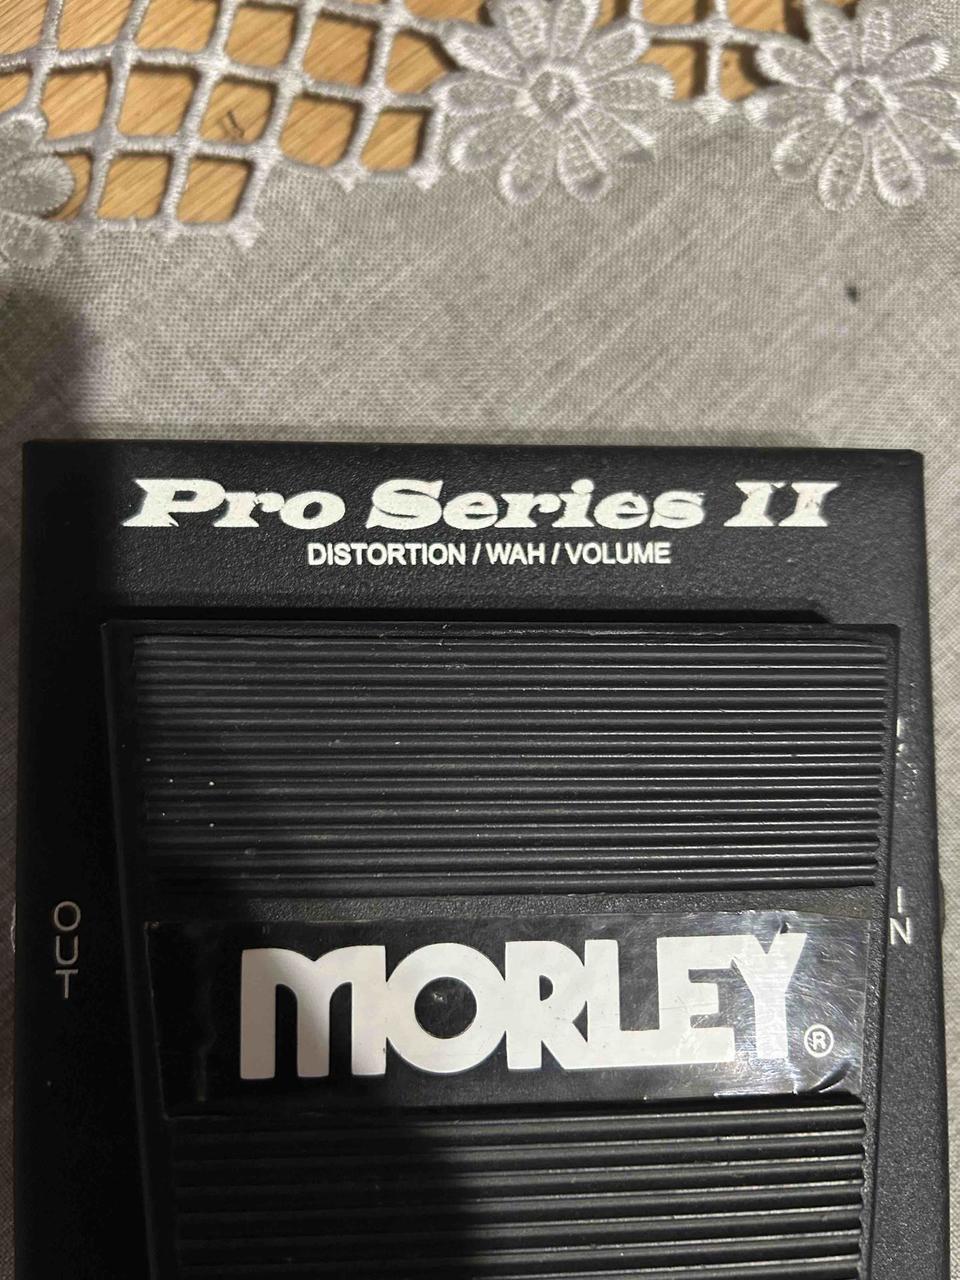 Pro Series II
DISTORTION / WAH / VOLUME
OUT
IN
MORLEY®